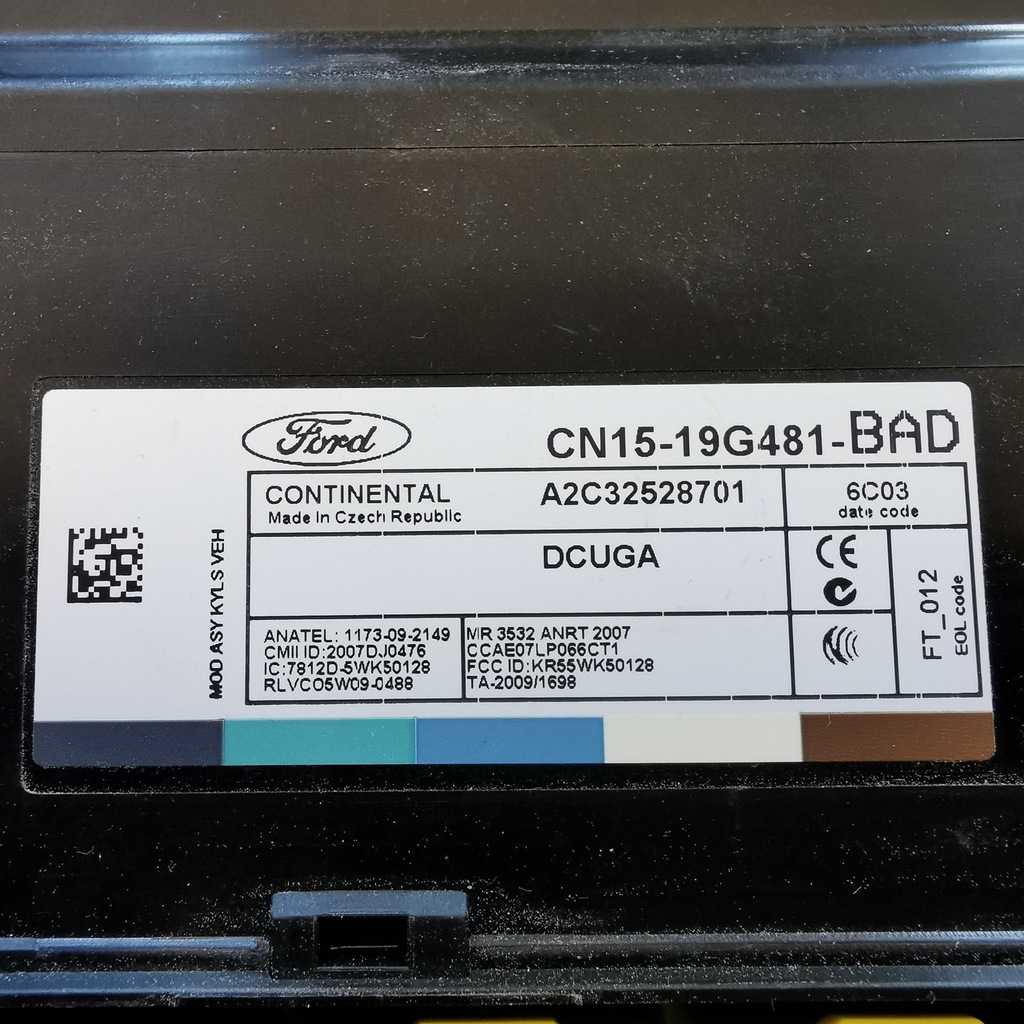 Ford
CN15-19G481-BAD
CONTINENTAL A2C32528701
Made In Czech Republic
6C03
date code
DCUGA
CE
MOD ASY KYLS VEH
FT_012
EOL code
ANATEL: 1173-09-2149
CMII ID:2007DJ0476
IC:7812D-5WK50128
RLVCO5W09-0488
MR 3532 ANRT 2007
CCAE07LP066CT1
FCC ID:KR55WK50128
TA-2009/1698